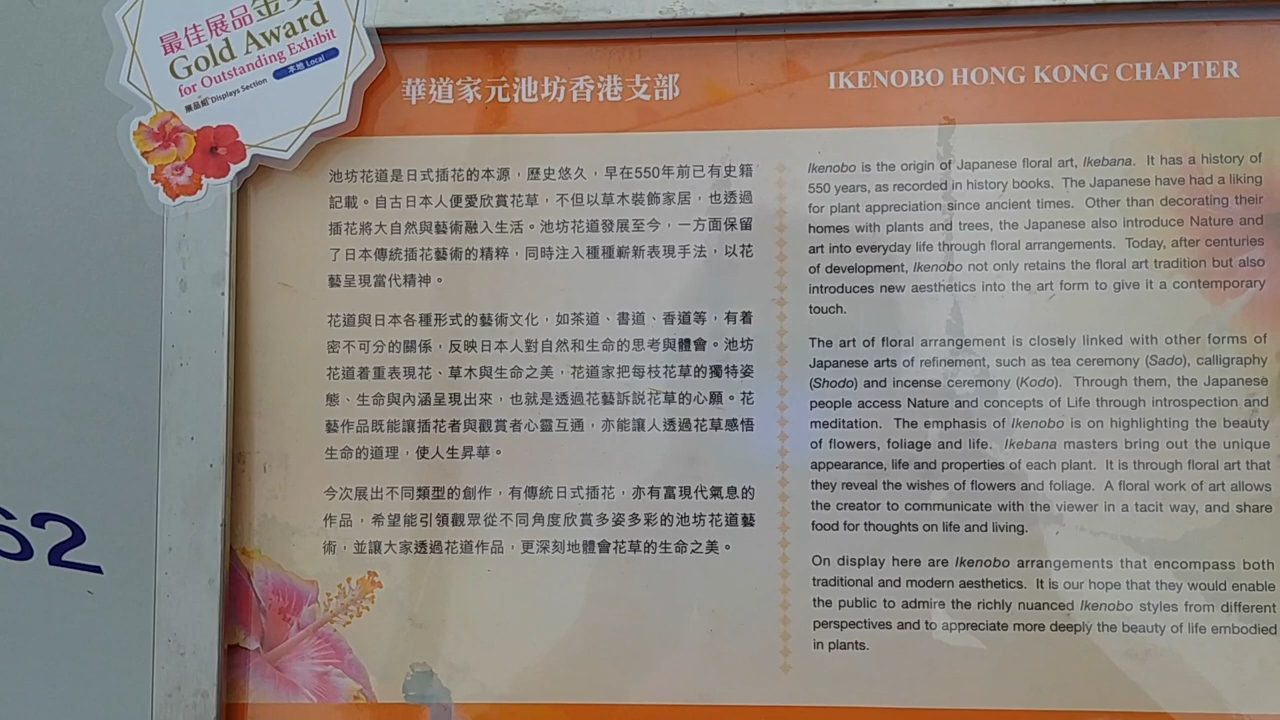 最佳展品金獎
Gold Award
for Outstanding Exhibit
展品組 Displays Section
本地 Local
華道家元池坊香港支部
池坊花道是日式插花的本源，歷史悠久，早在550年前已有史籍
記載。自古日本人便愛欣賞花草，不但以草木裝飾家居，也透過
插花將大自然與藝術融入生活。池坊花道發展至今，一方面保留
了日本傳統插花藝術的精粹，同時注入種種嶄新表現手法，以花
藝呈現當代精神。
花道與日本各種形式的藝術文化，如茶道、書道、香道等，有着
密不可分的關係，反映日本人對自然和生命的思考與體會。池坊
花道着重表現花、草木與生命之美，花道家把每枝花草的獨特姿
態、生命與內涵呈現出來，也就是透過花藝訴説花草的心願。花
藝作品既能讓插花者與觀賞者心靈互通，亦能讓人透過花草感悟
生命的道理，使人生昇華。
今次展出不同類型的創作，有傳統日式插花，亦有富現代氣息的
作品，希望能引領觀眾從不同角度欣賞多姿多彩的池坊花道藝
術，並讓大家透過花道作品，更深刻地體會花草的生命之美。
IKENOBO HONG KONG CHAPTER
Ikenobo is the origin of Japanese floral art, Ikebana. It has a history of
550 years, as recorded in history books. The Japanese have had a liking
for plant appreciation since ancient times. Other than decorating their
homes with plants and trees, the Japanese also introduce Nature and
art into everyday life through floral arrangements. Today, after centuries
of development, Ikenobo not only retains the floral art tradition but also
introduces new aesthetics into the art form to give it a contemporary
touch.
The art of floral arrangement is closely linked with other forms of
Japanese arts of refinement, such as tea ceremony (Sado), calligraphy
(Shodo) and incense ceremony (Kodo). Through them, the Japanese
people access Nature and concepts of Life through introspection and
meditation. The emphasis of Ikenobo is on highlighting the beauty
of flowers, foliage and life. Ikebana masters bring out the unique
appearance, life and properties of each plant. It is through floral art that
they reveal the wishes of flowers and foliage. A floral work of art allows
the creator to communicate with the viewer in a tacit way, and share
food for thoughts on life and living.
On display here are Ikenobo arrangements that encompass both
traditional and modern aesthetics. It is our hope that they would enable
the public to admire the richly nuanced Ikenobo styles from different
perspectives and to appreciate more deeply the beauty of life embodied
in plants.
62